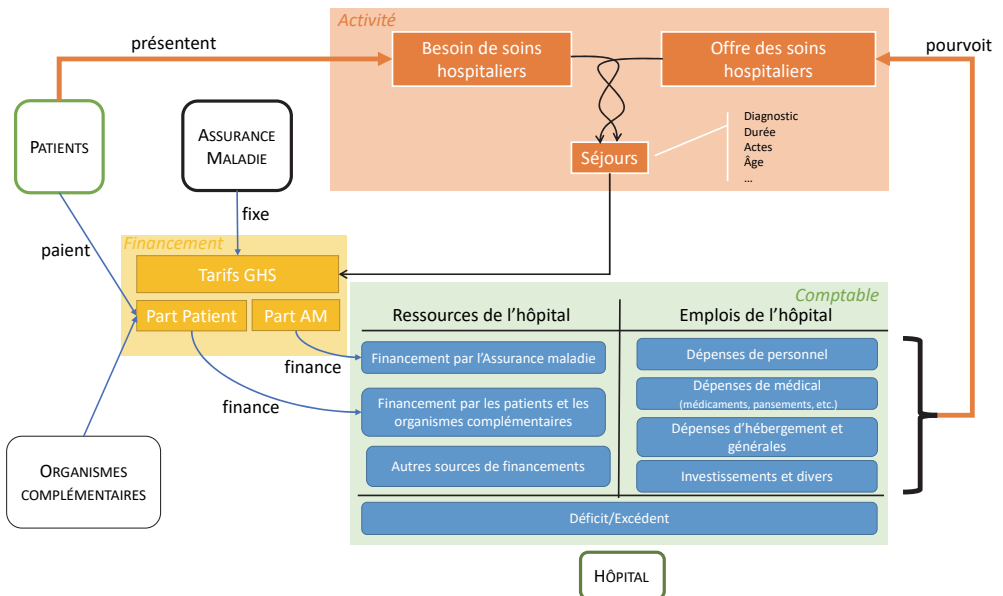 Activité
présentent
Besoin de soins
hospitaliers
Offre des soins
hospitaliers
pourvoit
PATIENTS
ASSURANCE
MALADIE
Diagnostic
Durée
Actes
Âge
...
Séjours
fixe
paient
Financement
Tarifs GHS
Part Patient
Part AM
Comptable
Ressources de l'hôpital
Emplois de l'hôpital
finance
Financement par l'Assurance maladie
Dépenses de personnel
finance
Financement par les patients et les
organismes complémentaires
Dépenses de médical
(médicaments, pansements, etc.)
Dépenses d'hébergement et
générales
Autres sources de financements
Investissements et divers
ORGANISMES
COMPLÉMENTAIRES
Déficit/Excédent
HÔPITAL